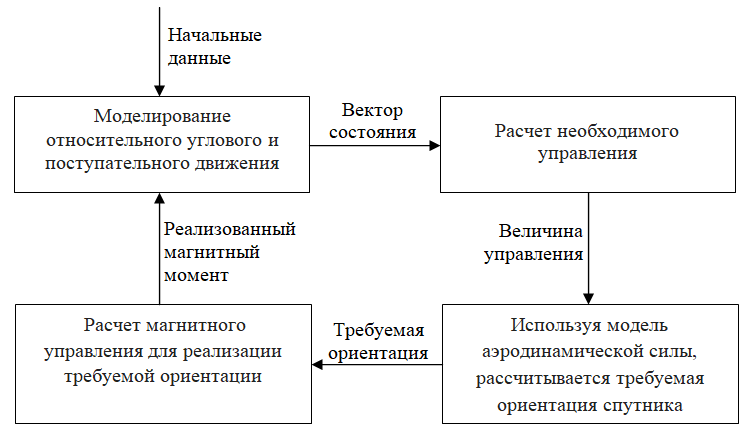 Начальные
данные
Моделирование
относительного углового и
поступательного движения
Вектор
состояния
Расчет необходимого
управления
Величина
управления
Используя модель
аэродинамической силы,
рассчитывается требуемая
ориентация спутника
Требуемая
ориентация
Расчет магнитного
управления для реализации
требуемой ориентации
Реализованный
магнитный
момент